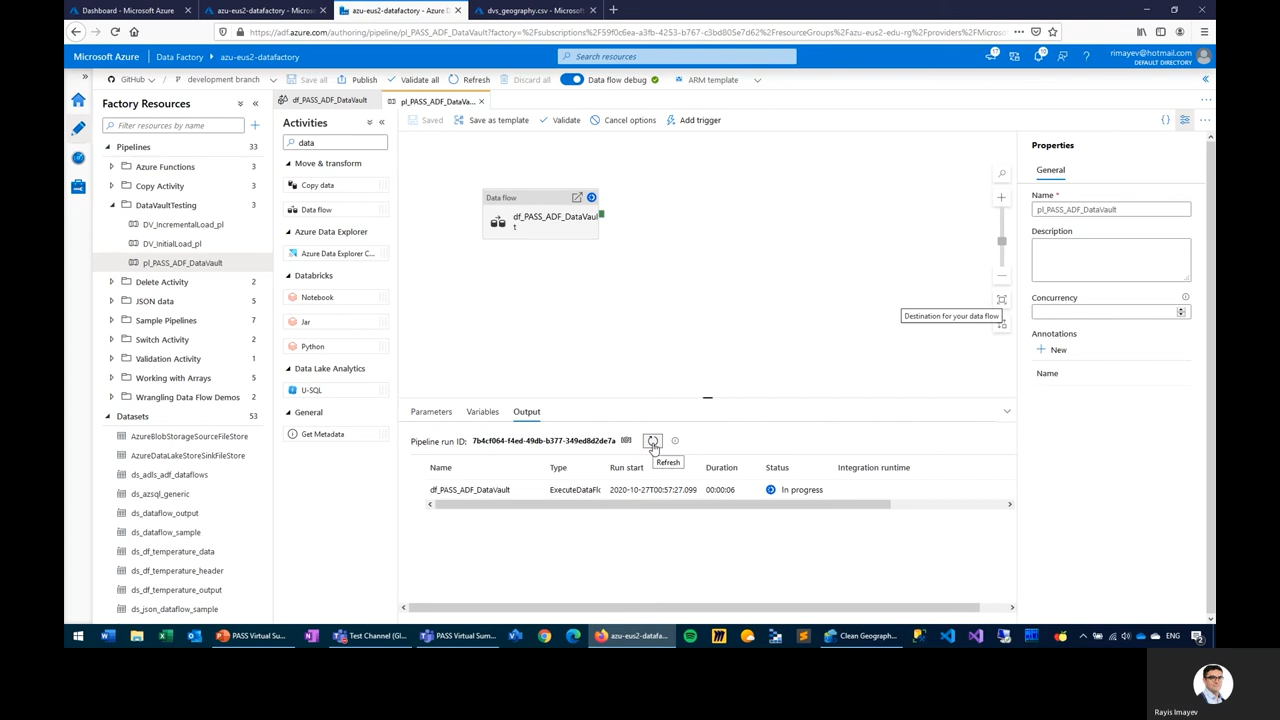 Dashboard - Microsoft Azure
azu-eus2-datafactory - Microsoft
azu-eus2-datafactory - Azure D
dvs_geography.csv - Microsoft
https://adf.azure.com/authoring/pipeline/pl_PASS_ADF_DataVault?factory=%2Fsubscriptions%2F59f0c6ea-a3fb-4253-b767-c3bd805e7d62%2FresourceGroups%2Fazu-eus2-edu-rg%2Fproviders%2FMicros
Microsoft Azure
Data Factory
azu-eus2-datafactory
Search resources
17
10
rimayev@hotmail.com
DEFAULT DIRECTORY
GitHub
development branch
Save all
Publish
Validate all
Refresh
Discard all
Data flow debug
ARM template
Factory Resources
Filter resources by name
Pipelines 33
Azure Functions 3
Copy Activity 3
DataVaultTesting 3
DV_IncrementalLoad_pl
DV_InitialLoad_pl
pl_PASS_ADF_DataVault
Delete Activity 2
JSON data 5
Sample Pipelines 5
Switch Activity 2
Validation Activity 1
Working with Arrays 5
Wrangling Data Flow Demos 2
Datasets 53
AzureBlobStorageSourceFileStore
AzureDataLakeStoreSinkFileStore
ds_adls_adf_dataflows
ds_azsql_generic
ds_dataflow_output
ds_dataflow_sample
ds_df_temperature_data
ds_df_temperature_header
ds_df_temperature_output
ds_json_dataflow_sample
df_PASS_ADF_DataVault
pl_PASS_ADF_DataVa...
Activities
data
Move & transform
Copy data
Data flow
Azure Data Explorer
Azure Data Explorer C...
Databricks
Notebook
Jar
Python
Data Lake Analytics
U-SQL
General
Get Metadata
Saved
Save as template
Validate
Cancel options
Add trigger
Data flow
df_PASS_ADF_DataVaul
t
Destination for your data flow
Parameters
Variables
Output
Pipeline run ID: 7b4cf064-f4ed-49db-b377-349ed8d2de7a
Refresh
Name Type Run start Duration Status Integration runtime
df_PASS_ADF_DataVault ExecuteDataFlc 2020-10-27T00:57:27.099 00:00:06 In progress
Properties
General
Name *
pl_PASS_ADF_DataVault
Description
Concurrency
Annotations
New
Name
PASS Virtual Su...
Test Channel (Gl...
PASS Virtual Sum...
azu-eus2-datafa...
Clean Geograph...
ENG
2
Rayis Imayev